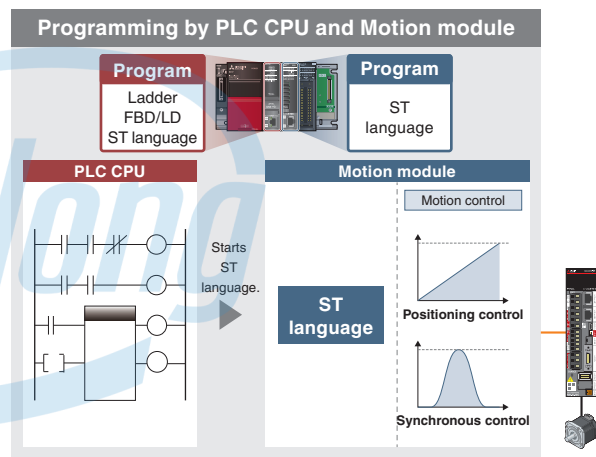 Programming by PLC CPU and Motion module
Program
Ladder
FBD/LD
ST language
Program
ST
language
PLC CPU
Motion module
Starts
ST
language.
ST
language
Motion control
Positioning control
Synchronous control
long